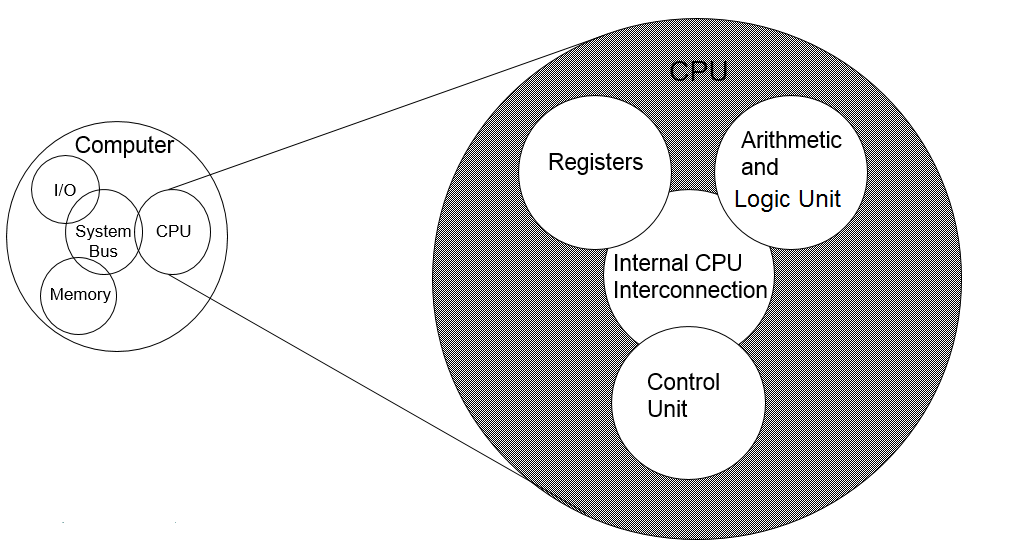 Computer
I/O
System
Bus
CPU
Memory
CPU
Registers
Arithmetic
and
Logic Unit
Internal CPU
Interconnection
Control
Unit